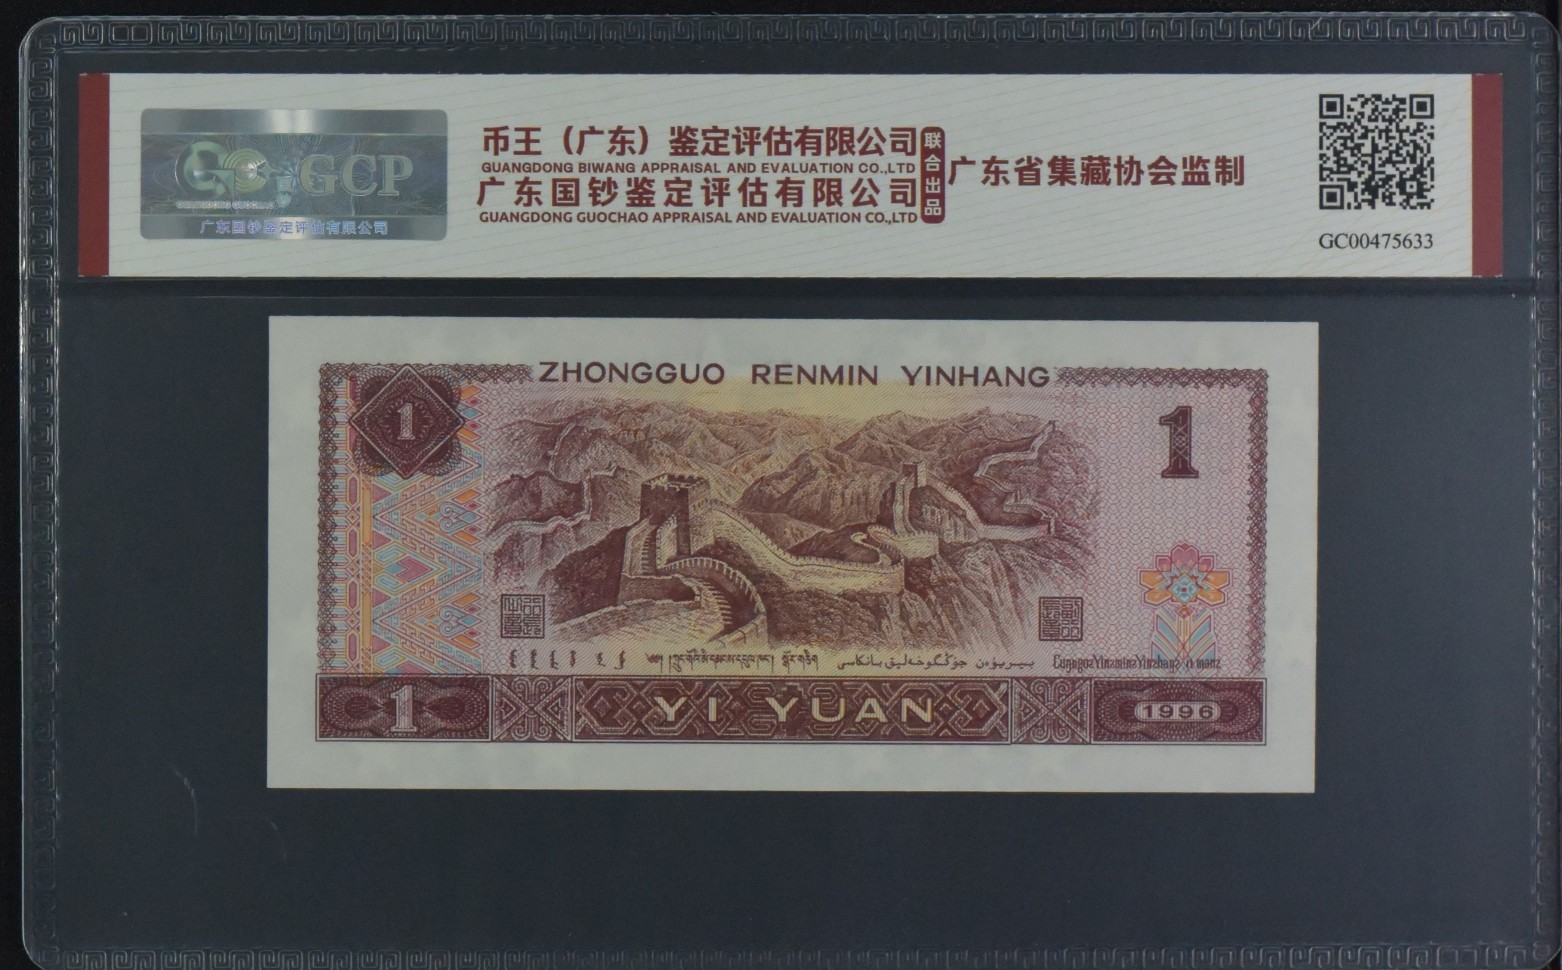 GCP
广东国钞鉴定评估有限公司
币王（广东）鉴定评估有限公司
GUANGDONG BIWANG APPRAISAL AND EVALUATION CO.,LTD
广东国钞鉴定评估有限公司
GUANGDONG GUOCHAO APPRAISAL AND EVALUATION CO.,LTD
联合出品
广东省集藏协会监制
GC00475633
ZHONGGUO RENMIN YINHANG
1
1
1
YI YUAN
1996